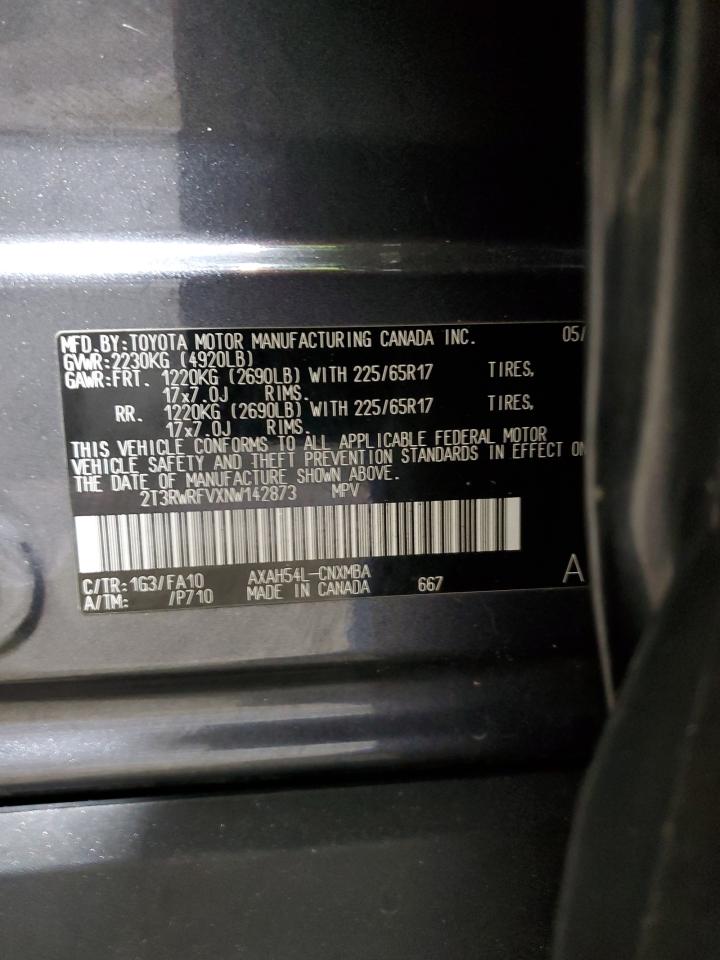 MFD.BY:TOYOTA MOTOR MANUFACTURING CANADA INC. 05/
GVWR:2230KG (4920LB)
GAWR:FRT. 1220KG (2690LB) WITH 225/65R17 TIRES,
17x7.0J RIMS.
RR. 1220KG (2690LB) WITH 225/65R17 TIRES,
17x7.0J RIMS.
THIS VEHICLE CONFORMS TO ALL APPLICABLE FEDERAL MOTOR
VEHICLE SAFETY AND THEFT PREVENTION STANDARDS IN EFFECT ON
THE DATE OF MANUFACTURE SHOWN ABOVE.
2T3RWRFVXNW142873 MPV
C/TR:1G3/FA10 AXAH54L-CNXMBA 667 A
A/TM: /P710 MADE IN CANADA